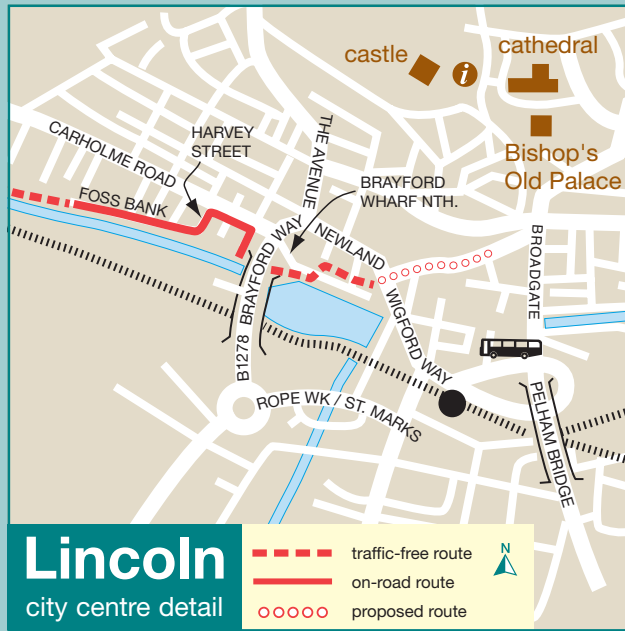 castle
i
cathedral
Bishop's
Old Palace
HARVEY
STREET
CARHOLME ROAD
FOSS BANK
THE AVENUE
BRAYFORD
WHARF NTH.
NEWLAND
BROADGATE
B1278 BRAYFORD WAY
WIGFORD WAY
ROPE WK / ST. MARKS
PELHAM BRIDGE
Lincoln
city centre detail
traffic-free route
on-road route
proposed route
N